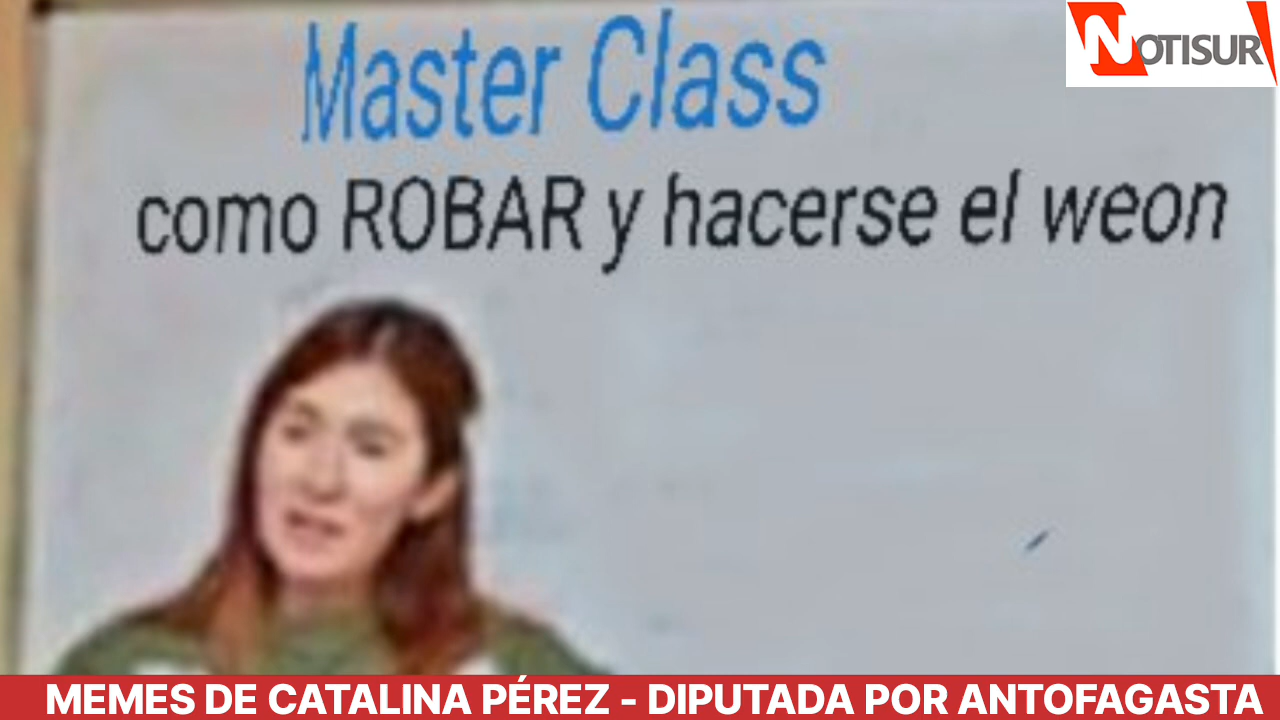 Master Class
NOTISUR
como ROBAR y hacerse el weon
MEMES DE CATALINA PÉREZ - DIPUTADA POR ANTOFAGASTA